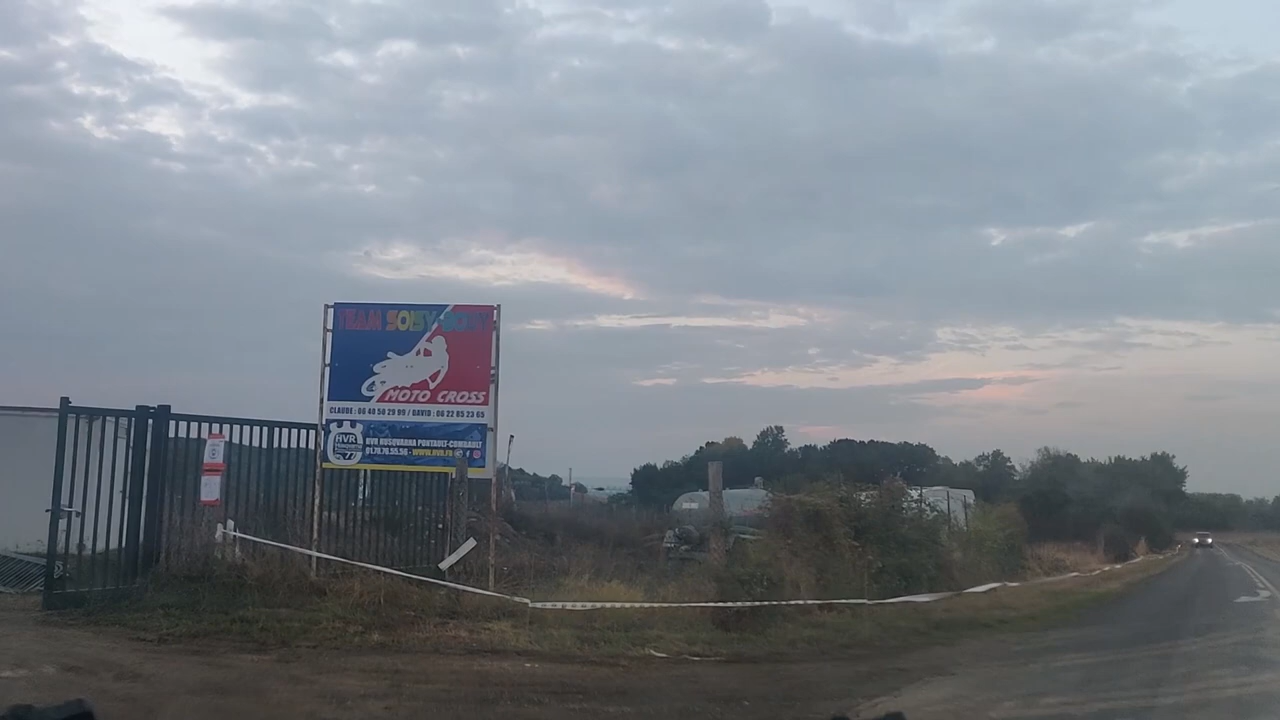 TEAM SOISY
MOTO CROSS
CLAUDE : 06 40 50 29 99 / DAVID : 06 22 85 23 65
HVR
HVR HUSQVARNA PONTAULT-COMBAULT
01.70.70.55.56 - WWW.HVR.FR